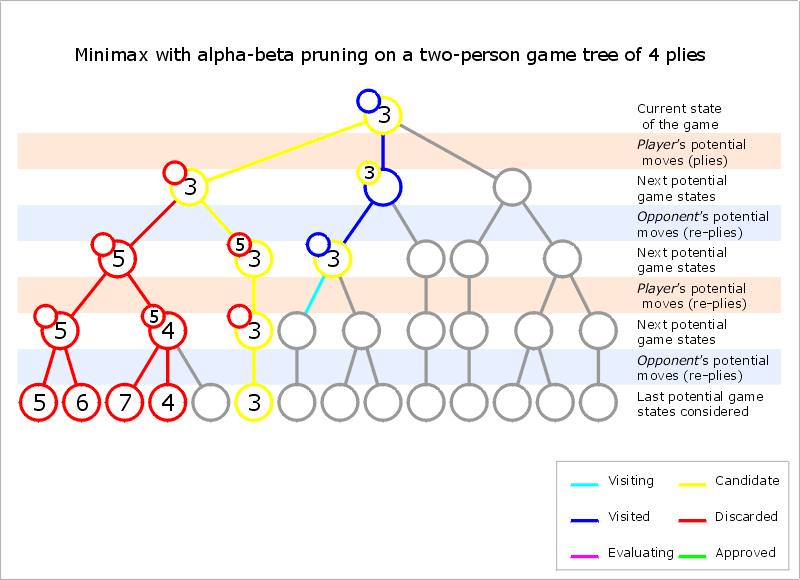 Minimax with alpha-beta pruning on a two-person game tree of 4 plies
3
Current state
of the game
Player's potential
moves (plies)
3
3
Next potential
game states
Opponent's potential
moves (re-plies)
5
5
3
3
Next potential
game states
Player's potential
moves (re-plies)
5
5
4
3
Next potential
game states
Opponent's potential
moves (re-plies)
5
6
7
4
3
Last potential game
states considered
Visiting
Candidate
Visited
Discarded
Evaluating
Approved